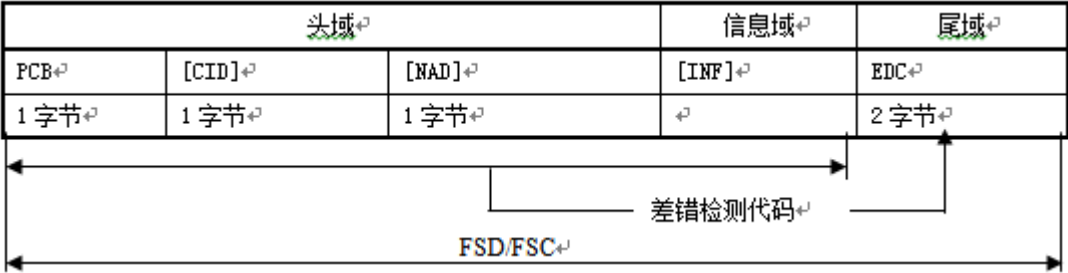 头域 信息域 尾域
PCB [CID] [NAD] [INF] EDC
1字节 1字节 1字节 2字节
差错检测代码
FSD/FSC